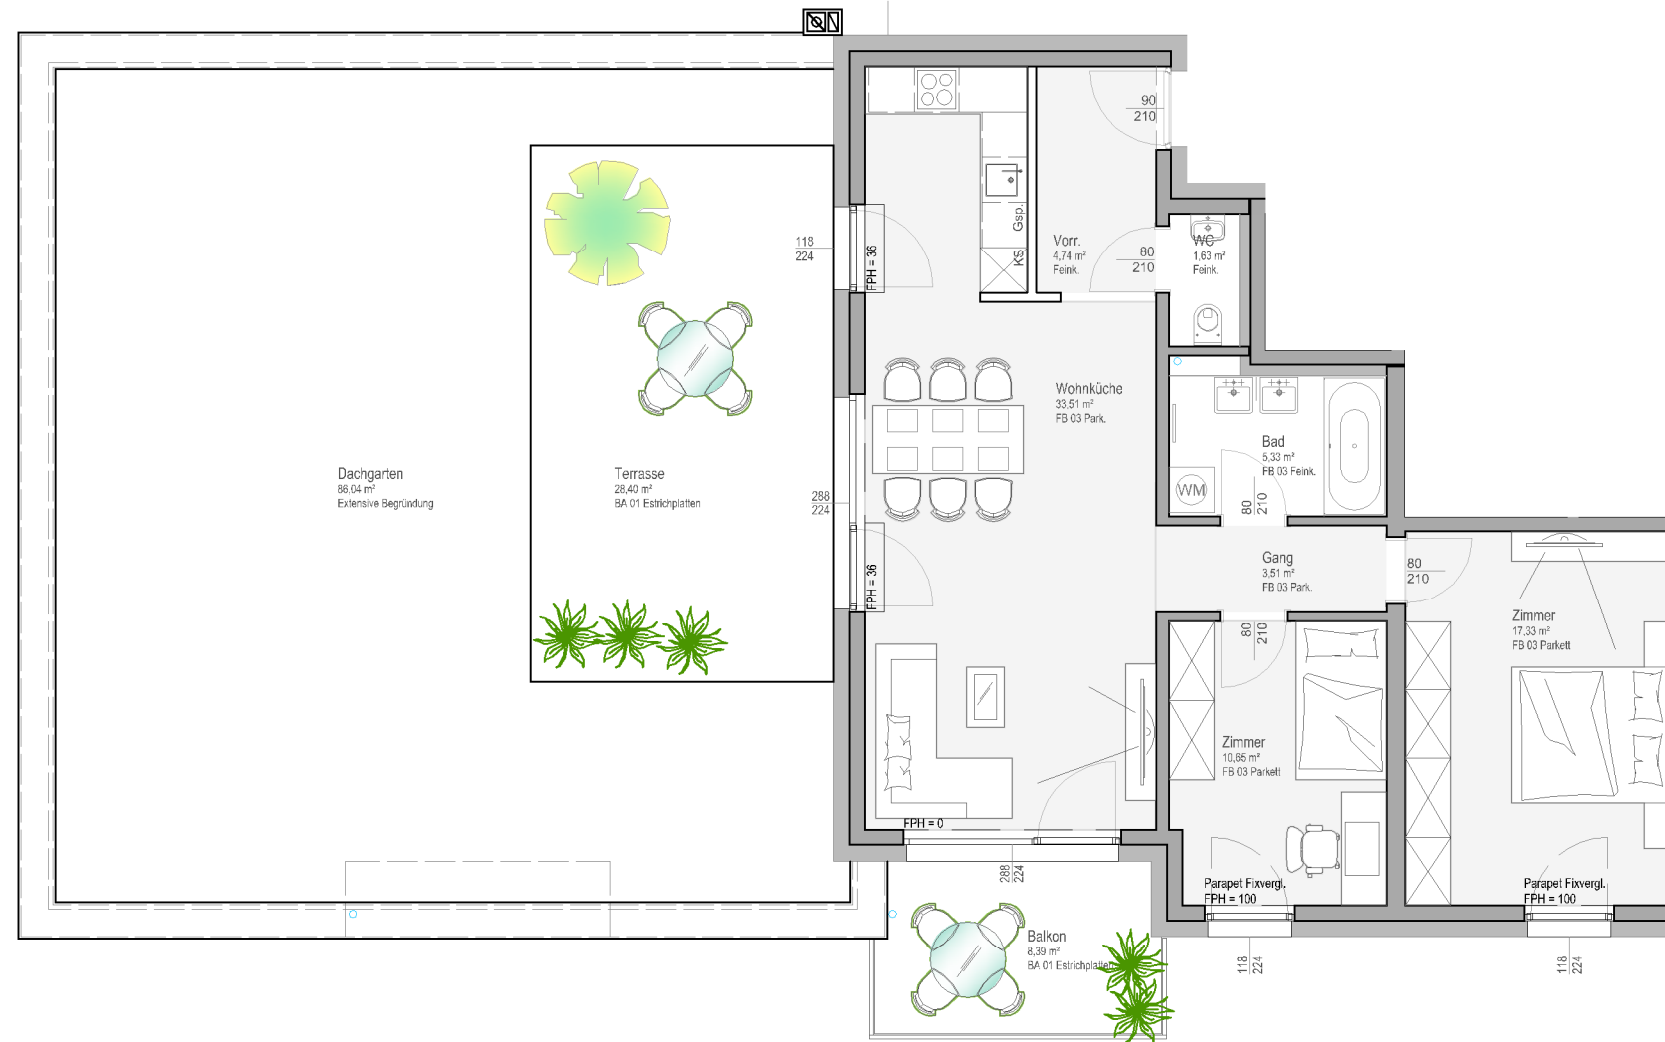 90
210
Gsp.
KS
Vorr.
4,74 m²
Feink.
80
210
WC
1,63 m²
Feink.
118
224
FPH = 36
Wohnküche
33,51 m²
FB 03 Park.
Bad
5,33 m²
FB 03 Feink.
WM
80
210
Dachgarten
86,04 m²
Extensive Begründung
Terrasse
28,40 m²
BA 01 Estrichplatten
288
224
FPH = 36
Gang
3,51 m²
FB 03 Park.
80
210
80
210
Zimmer
17,33 m²
FB 03 Parkett
Zimmer
10,65 m²
FB 03 Parkett
FPH = 0
288
224
Parapet Fixvergl.
FPH = 100
Parapet Fixvergl.
FPH = 100
Balkon
8,39 m²
BA 01 Estrichplatten
118
224
118
224